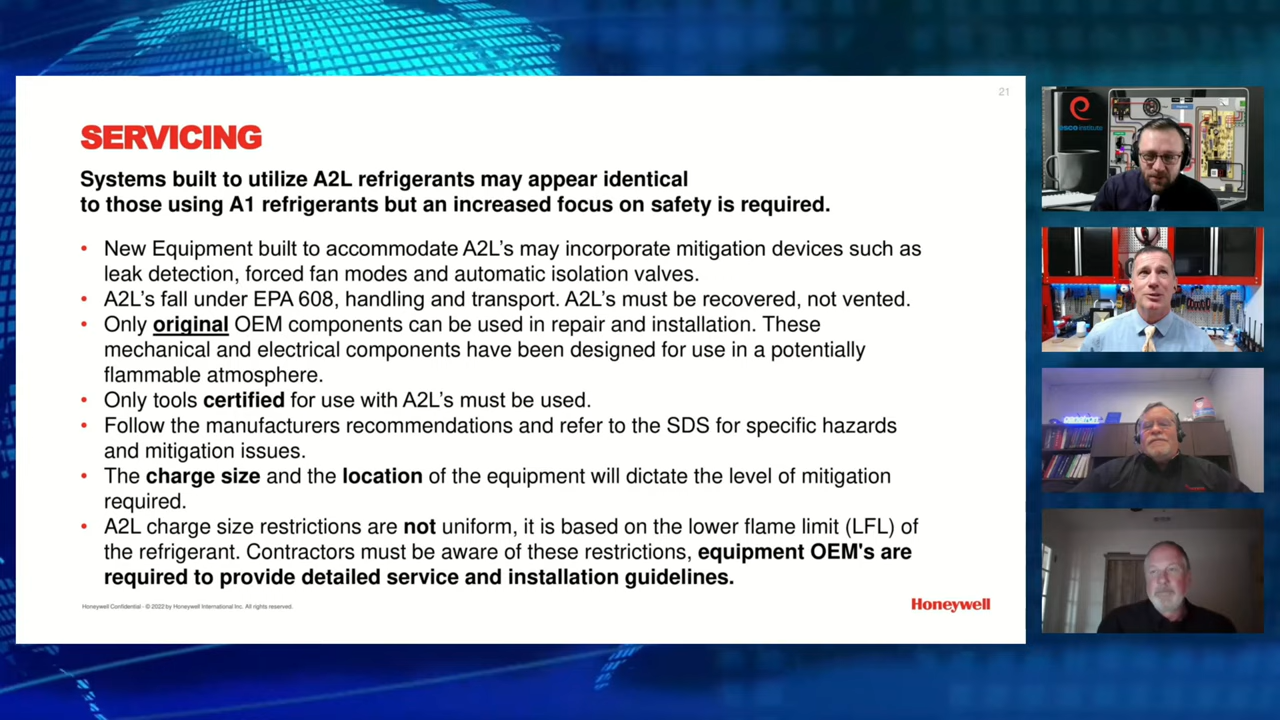 21
SERVICING
Systems built to utilize A2L refrigerants may appear identical
to those using A1 refrigerants but an increased focus on safety is required.
• New Equipment built to accommodate A2L's may incorporate mitigation devices such as
leak detection, forced fan modes and automatic isolation valves.
• A2L's fall under EPA 608, handling and transport. A2L's must be recovered, not vented.
• Only original OEM components can be used in repair and installation. These
mechanical and electrical components have been designed for use in a potentially
flammable atmosphere.
• Only tools certified for use with A2L's must be used.
• Follow the manufacturers recommendations and refer to the SDS for specific hazards
and mitigation issues.
• The charge size and the location of the equipment will dictate the level of mitigation
required.
• A2L charge size restrictions are not uniform, it is based on the lower flame limit (LFL) of
the refrigerant. Contractors must be aware of these restrictions, equipment OEM's are
required to provide detailed service and installation guidelines.
Honeywell Confidential - © 2022 by Honeywell International Inc. All rights reserved.
Honeywell
esco institute